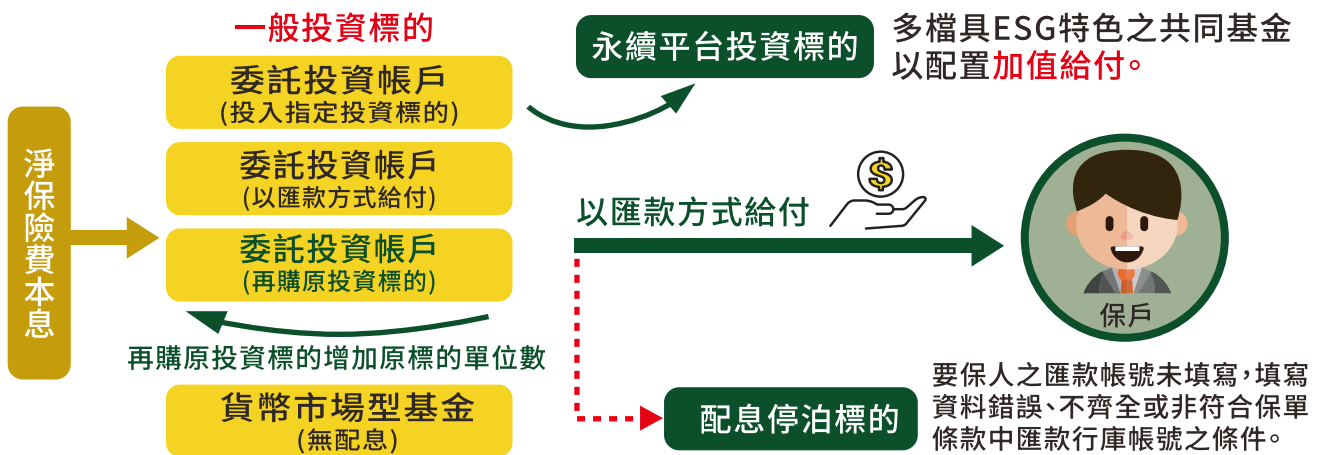 淨保險費本息
一般投資標的
委託投資帳戶
(投入指定投資標的)
委託投資帳戶
(以匯款方式給付)
委託投資帳戶
(再購原投資標的)
再購原投資標的增加原標的單位數
貨幣市場型基金
(無配息)
永續平台投資標的
多檔具ESG特色之共同基金
以配置加值給付。
以匯款方式給付
$
保戶
配息停泊標的
要保人之匯款帳號未填寫，填寫
資料錯誤、不齊全或非符合保單
條款中匯款行庫帳號之條件。